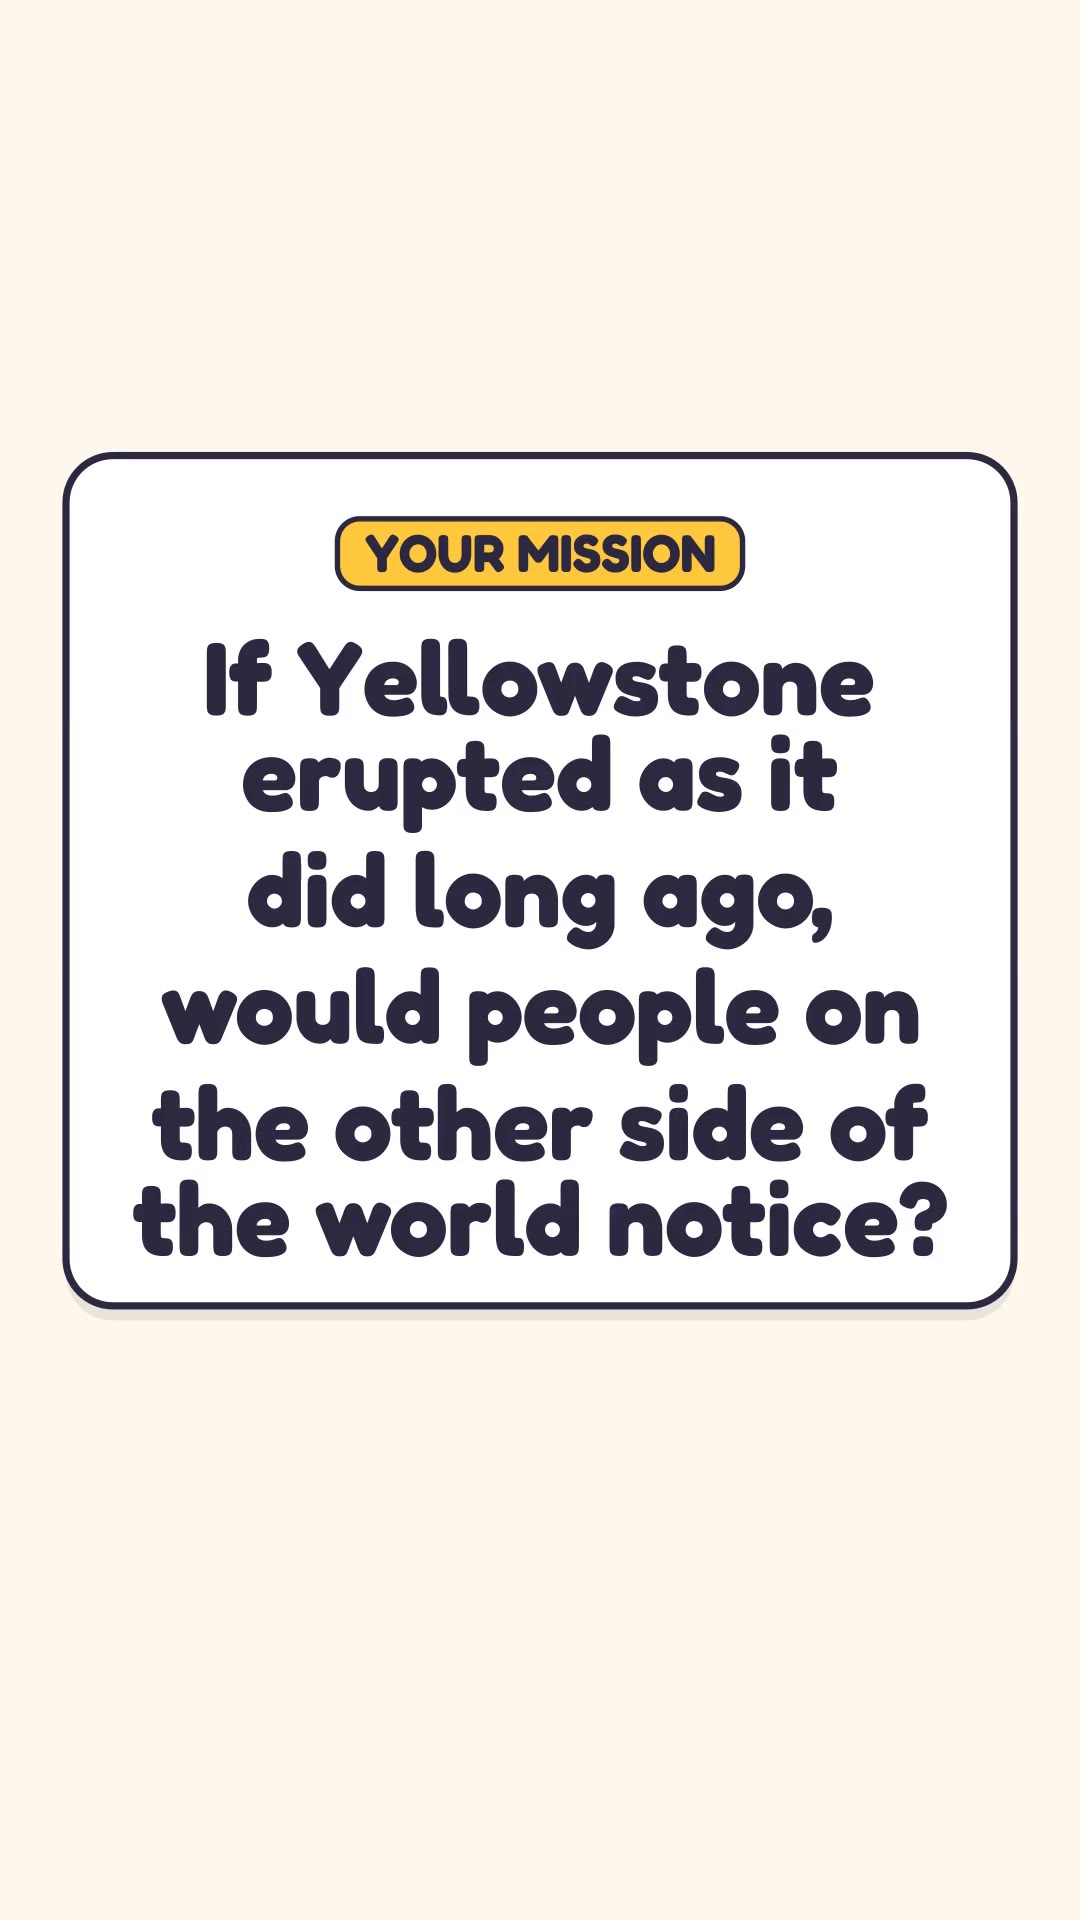 YOUR MISSION
If Yellowstone
erupted as it
did long ago,
would people on
the other side of
the world notice?